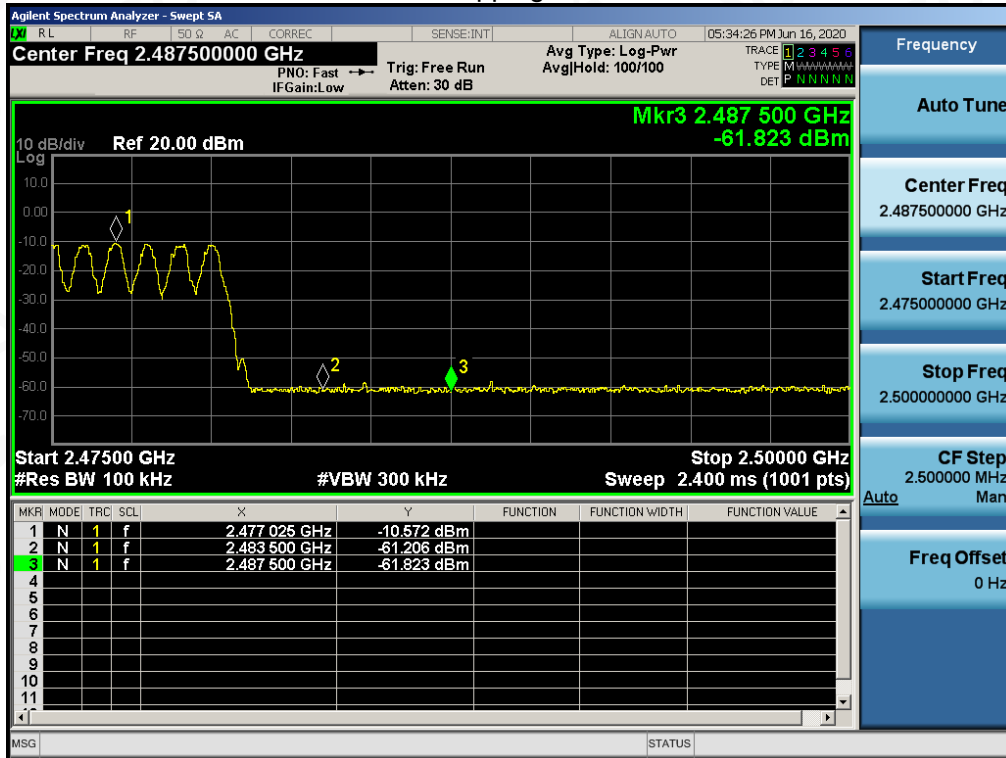 Agilent Spectrum Analyzer - Swept SA
LXI RL RF 50 Ω AC CORREC SENSE:INT ALIGN AUTO 05:34:26 PM Jun 16, 2020
Center Freq 2.487500000 GHz
PNO: Fast
IFGain:Low
Trig: Free Run
Atten: 30 dB
Avg Type: Log-Pwr
Avg|Hold: 100/100
TRACE 1 2 3 4 5 6
TYPE M WWWWW
DET P N N N N N
Mkr3 2.487 500 GHz
-61.823 dBm
10 dB/div Ref 20.00 dBm
Log
10.0
0.00
-10.0
-20.0
-30.0
-40.0
-50.0
-60.0
-70.0
1
2
3
Start 2.47500 GHz Stop 2.50000 GHz
#Res BW 100 kHz #VBW 300 kHz Sweep 2.400 ms (1001 pts)
MKR MODE TRC SCL X Y FUNCTION FUNCTION WIDTH FUNCTION VALUE
1 N 1 f 2.477 025 GHz -10.572 dBm
2 N 1 f 2.483 500 GHz -61.206 dBm
3 N 1 f 2.487 500 GHz -61.823 dBm
4
5
6
7
8
9
10
11
MSG STATUS
Frequency
Auto Tune
Center Freq
2.487500000 GHz
Start Freq
2.475000000 GHz
Stop Freq
2.500000000 GHz
CF Step
2.500000 MHz
Auto Man
Freq Offset
0 Hz